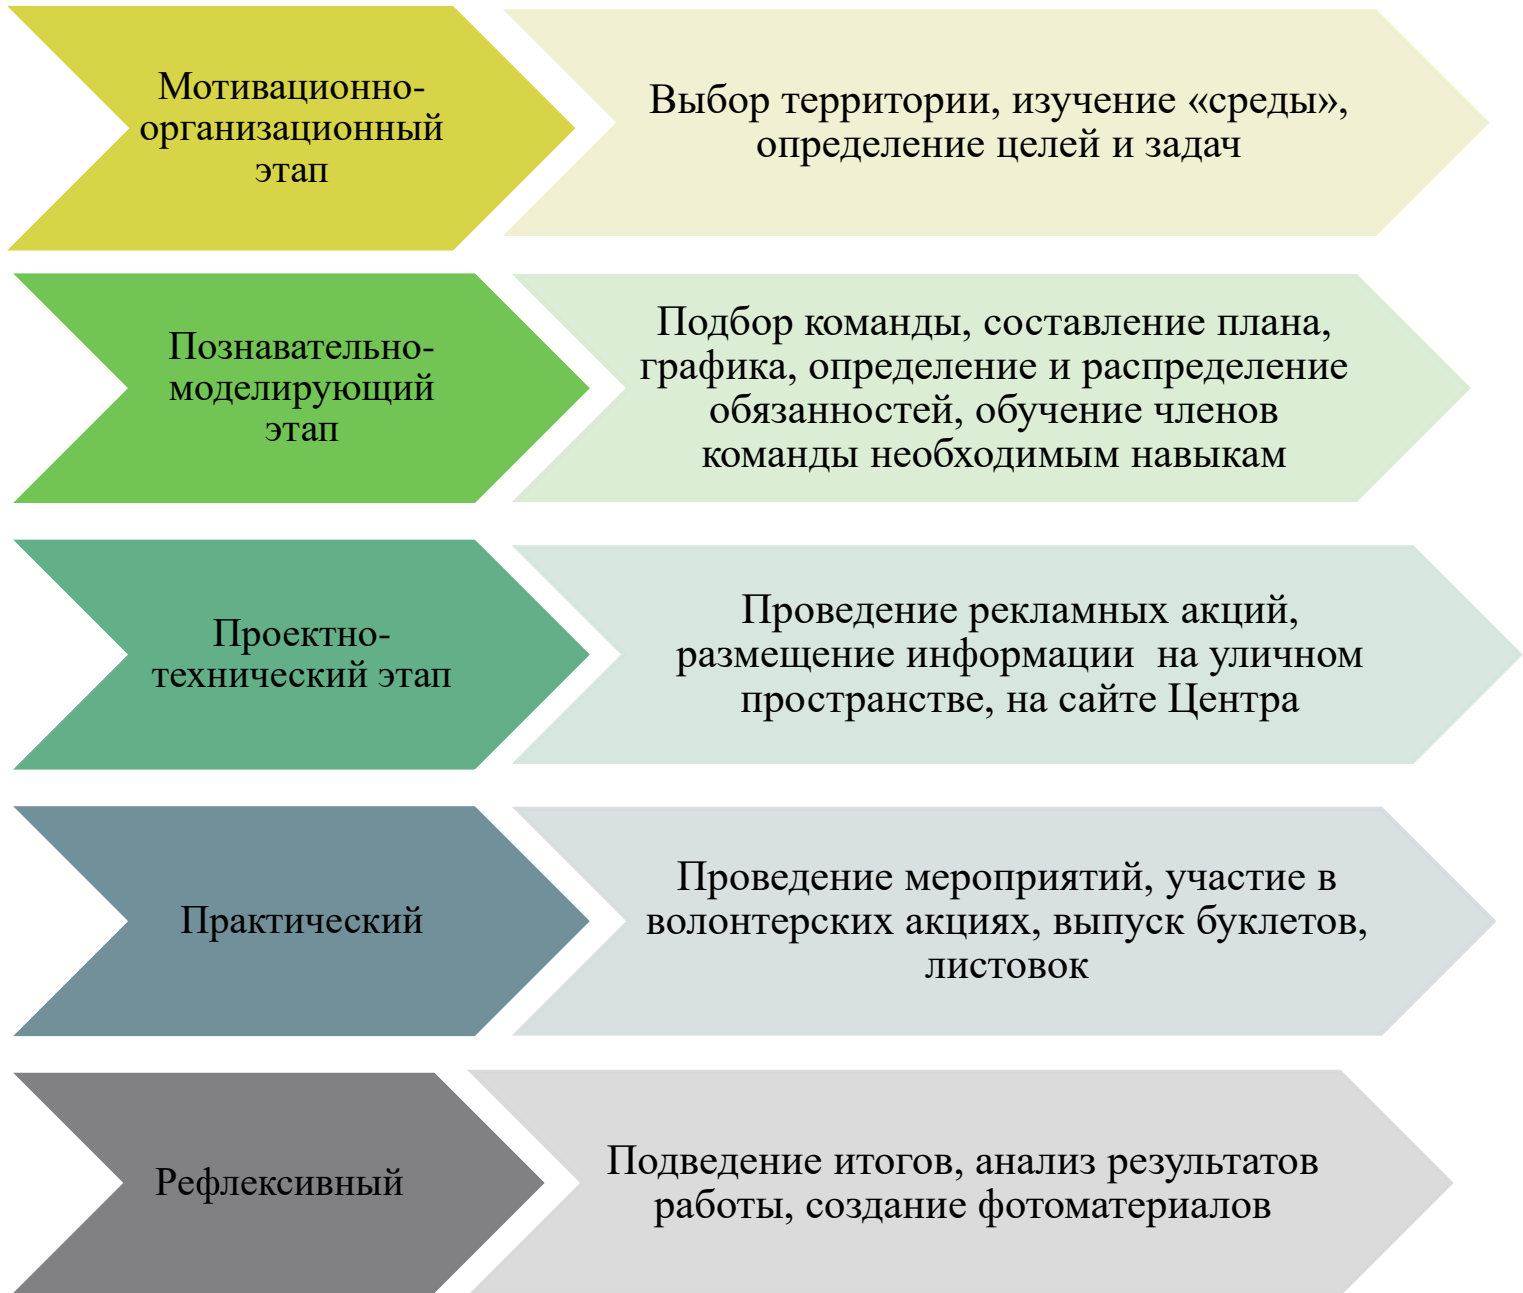 Мотивационно-
организационный
этап
Выбор территории, изучение «среды»,
определение целей и задач
Познавательно-
моделирующий
этап
Подбор команды, составление плана,
графика, определение и распределение
обязанностей, обучение членов
команды необходимым навыкам
Проектно-
технический этап
Проведение рекламных акций,
размещение информации  на уличном
пространстве, на сайте Центра
Практический
Проведение мероприятий, участие в
волонтерских акциях, выпуск буклетов,
листовок
Рефлексивный
Подведение итогов, анализ результатов
работы, создание фотоматериалов